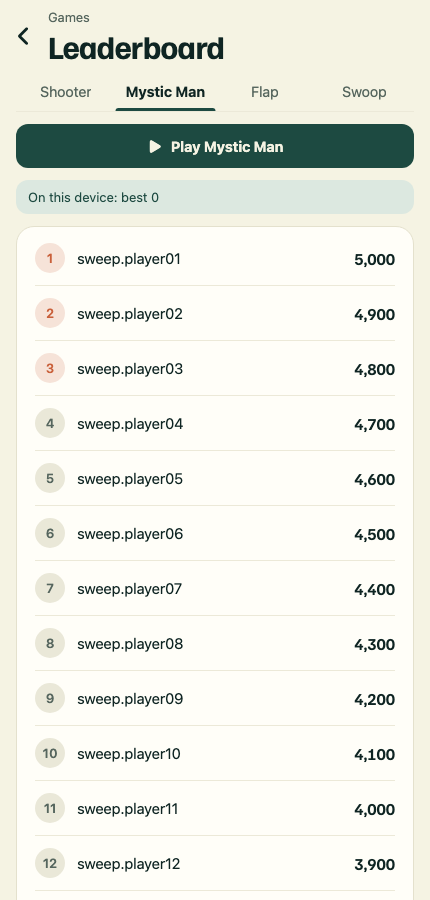 Games
Leaderboard
Shooter Mystic Man Flap Swoop
Play Mystic Man
On this device: best 0
1 sweep.player01 5,000
2 sweep.player02 4,900
3 sweep.player03 4,800
4 sweep.player04 4,700
5 sweep.player05 4,600
6 sweep.player06 4,500
7 sweep.player07 4,400
8 sweep.player08 4,300
9 sweep.player09 4,200
10 sweep.player10 4,100
11 sweep.player11 4,000
12 sweep.player12 3,900